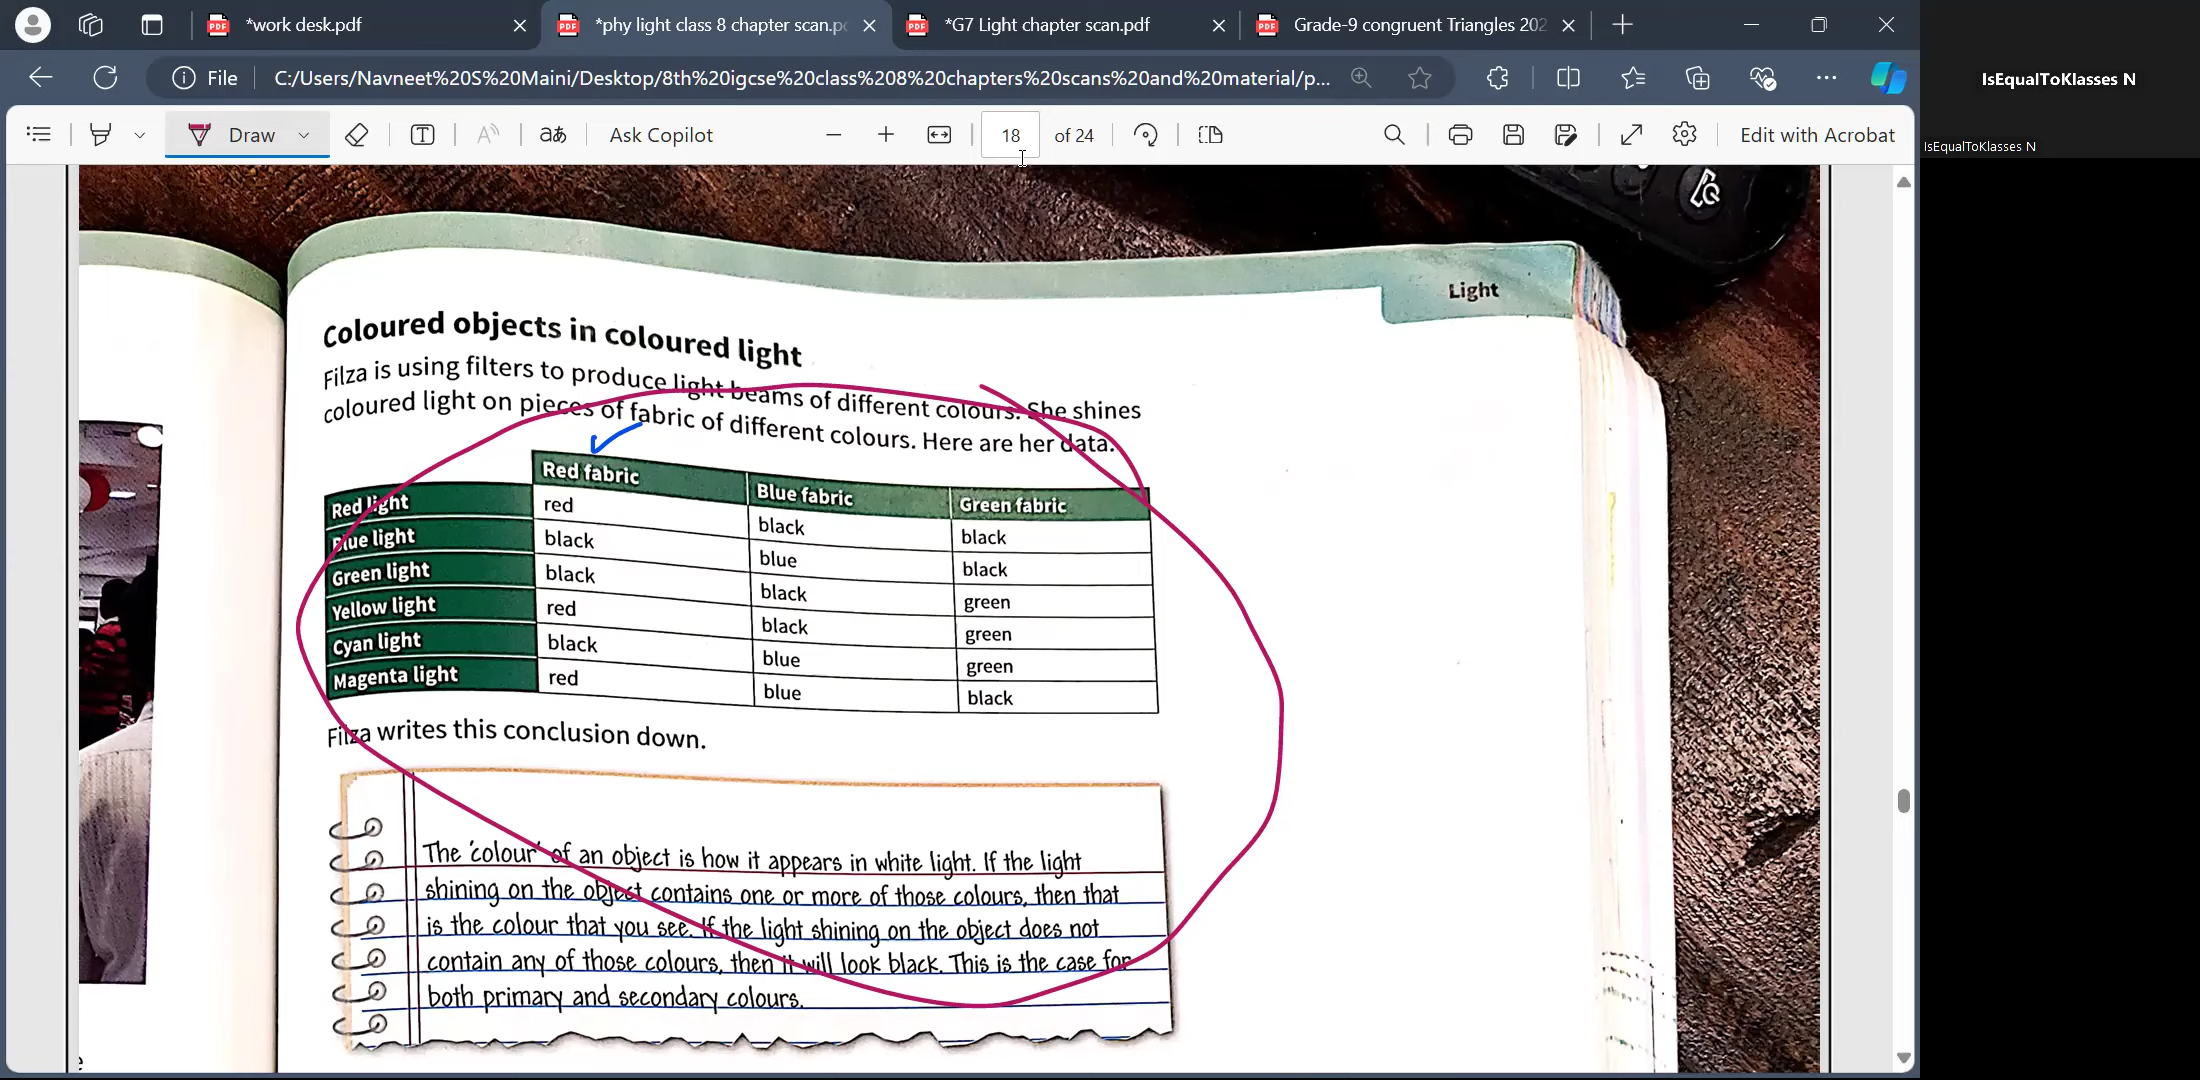 *work desk.pdf
*phy light class 8 chapter scan.p
*G7 Light chapter scan.pdf
Grade-9 congruent Triangles 202
File
C:/Users/Navneet%20S%20Maini/Desktop/8th%20igcse%20class%208%20chapters%20scans%20and%20material/p...
IsEqualToKlasses N
Draw
Ask Copilot
18 of 24
Edit with Acrobat
IsEqualToKlasses N
Light
Coloured objects in coloured light
Filza is using filters to produce light beams of different colours. She shines
coloured light on pieces of fabric of different colours. Here are her data.
Red fabric Blue fabric Green fabric
Red light red black black
Blue light black blue black
Green light black black green
Yellow light red black green
Cyan light black blue green
Magenta light red blue black
Filza writes this conclusion down.
The 'colour' of an object is how it appears in white light. If the light
shining on the object contains one or more of those colours, then that
is the colour that you see. If the light shining on the object does not
contain any of those colours, then it will look black. This is the case for
both primary and secondary colours.